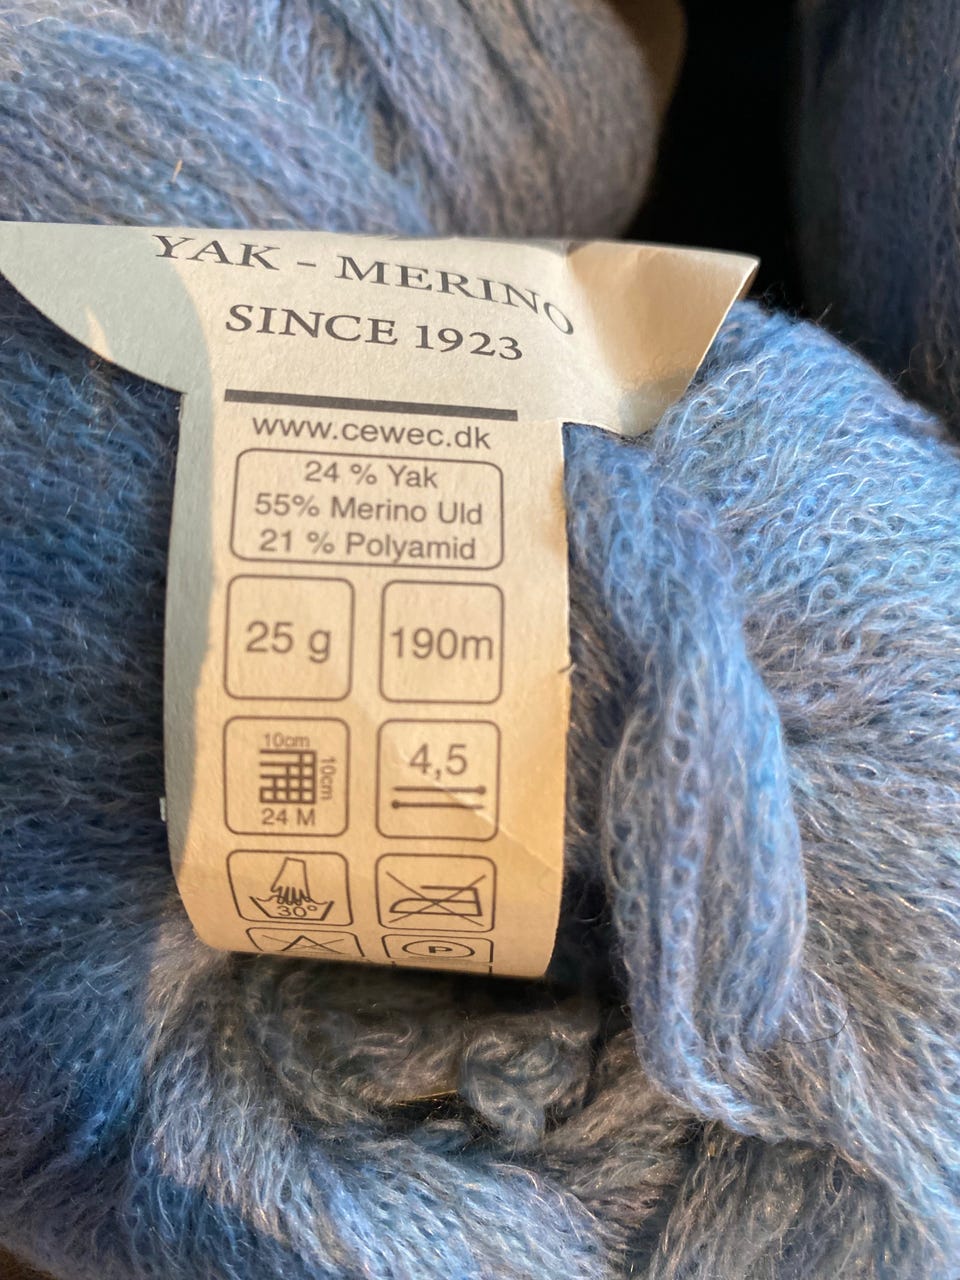 YAK - MERINO
SINCE 1923
www.cewec.dk
24 % Yak
55% Merino Uld
21 % Polyamid
25 g
190m
10cm
10cm
24 M
4,5
30°
P